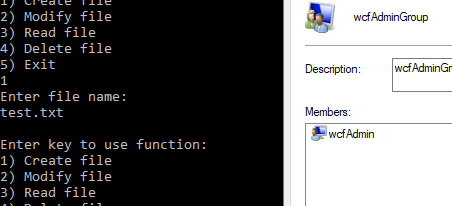 1) Create file
2) Modify file
3) Read file
4) Delete file
5) Exit
1
Enter file name:
test.txt
Enter key to use function:
1) Create file
2) Modify file
3) Read file
4) Delete file
wcfAdminGroup
Description:
wcfAdminGr
Members:
wcfAdmin